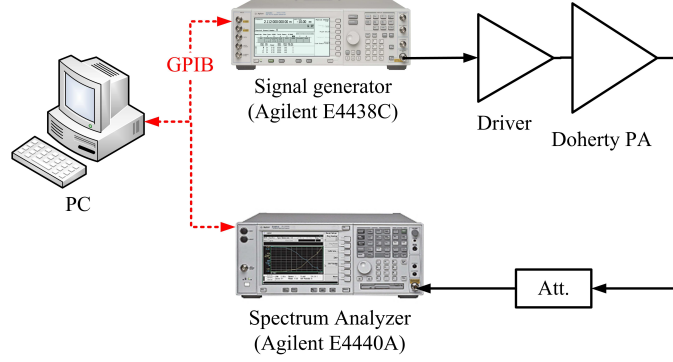 GPIB
Signal generator
(Agilent E4438C)
Driver
Doherty PA
PC
Att.
Spectrum Analyzer
(Agilent E4440A)